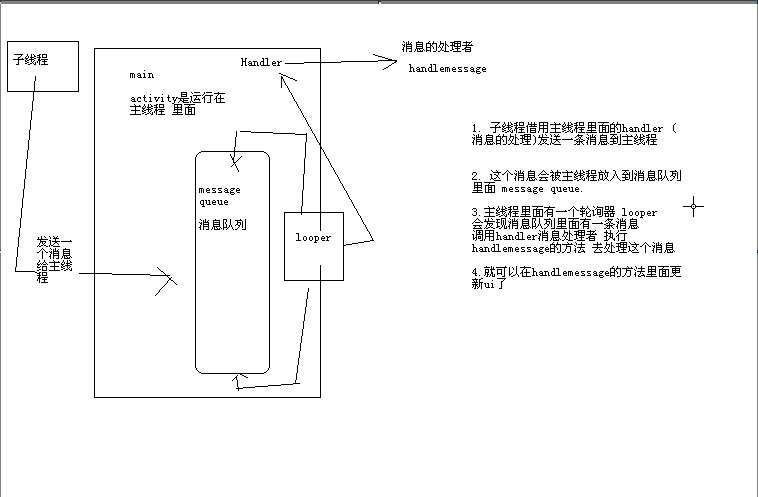 子线程
main
activity是运行在
主线程 里面
Handler
消息的处理者
handlemessage
message
queue
消息队列
looper
发送一
个消息
给主线
程
1. 子线程借用主线程里面的handler (
消息的处理)发送一条消息到主线程
2. 这个消息会被主线程放入到消息队列
里面 message queue.
3.主线程里面有一个轮询器 looper
会发现消息队列里面有一条消息
调用handler消息处理者 执行
handlemessage的方法 去处理这个消息
4.就可以在handlemessage的方法里面更
新ui了